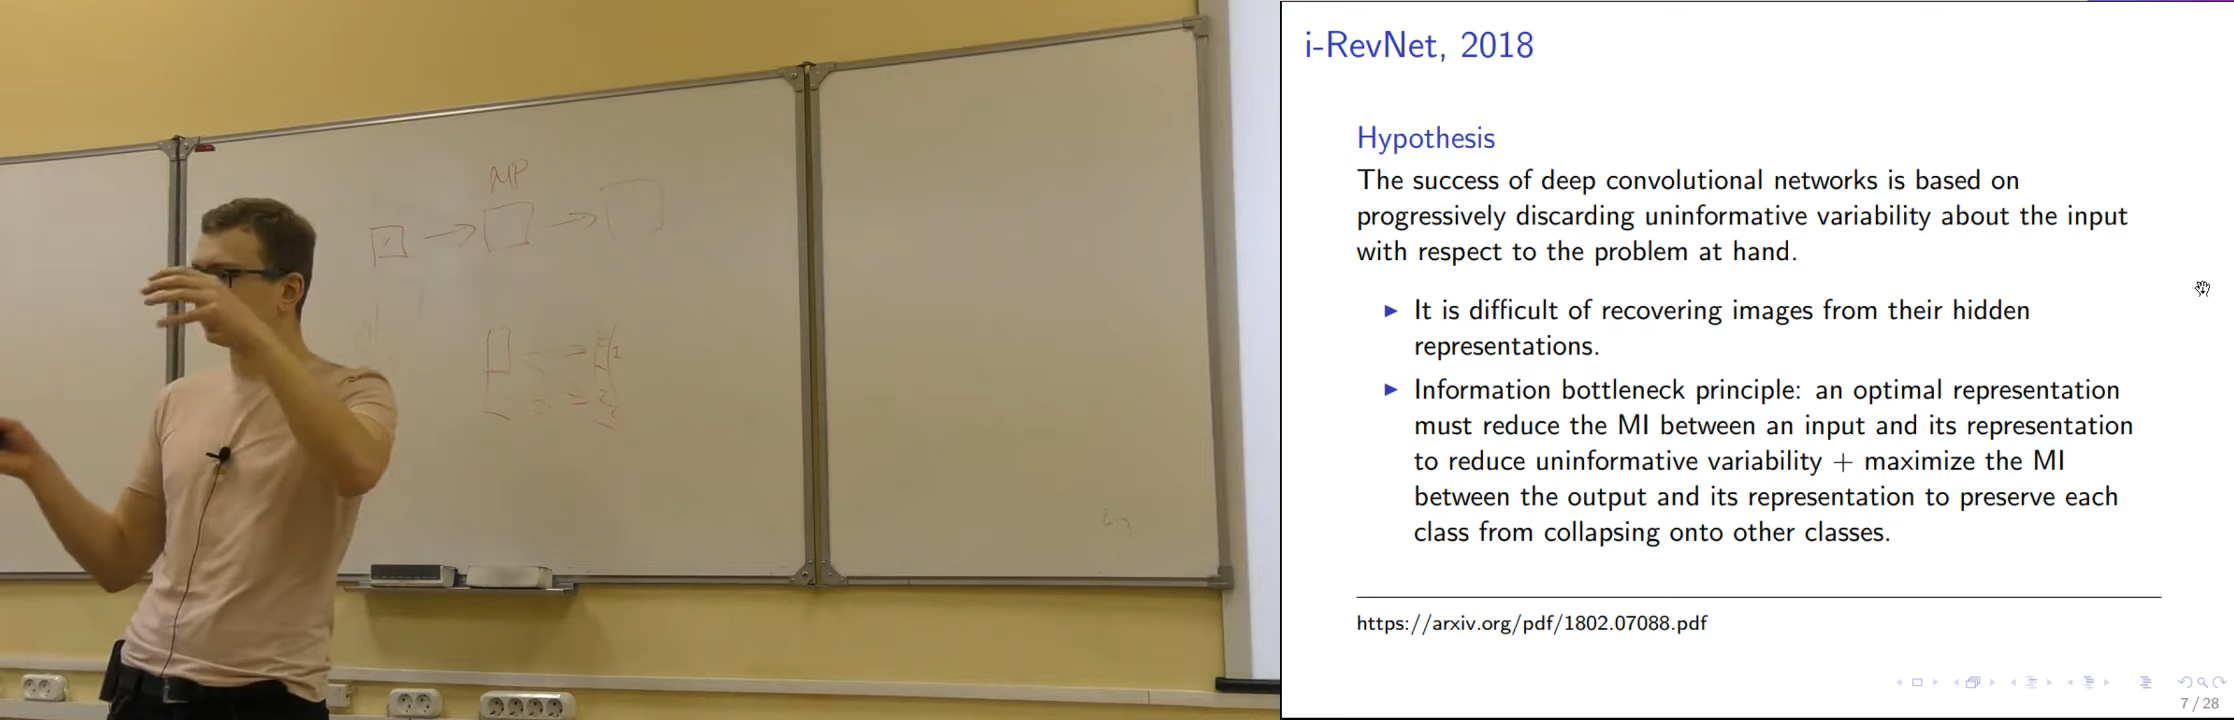 MP
i-RevNet, 2018
Hypothesis
The success of deep convolutional networks is based on
progressively discarding uninformative variability about the input
with respect to the problem at hand.
It is difficult of recovering images from their hidden
representations.
Information bottleneck principle: an optimal representation
must reduce the MI between an input and its representation
to reduce uninformative variability + maximize the MI
between the output and its representation to preserve each
class from collapsing onto other classes.
https://arxiv.org/pdf/1802.07088.pdf
7 / 28